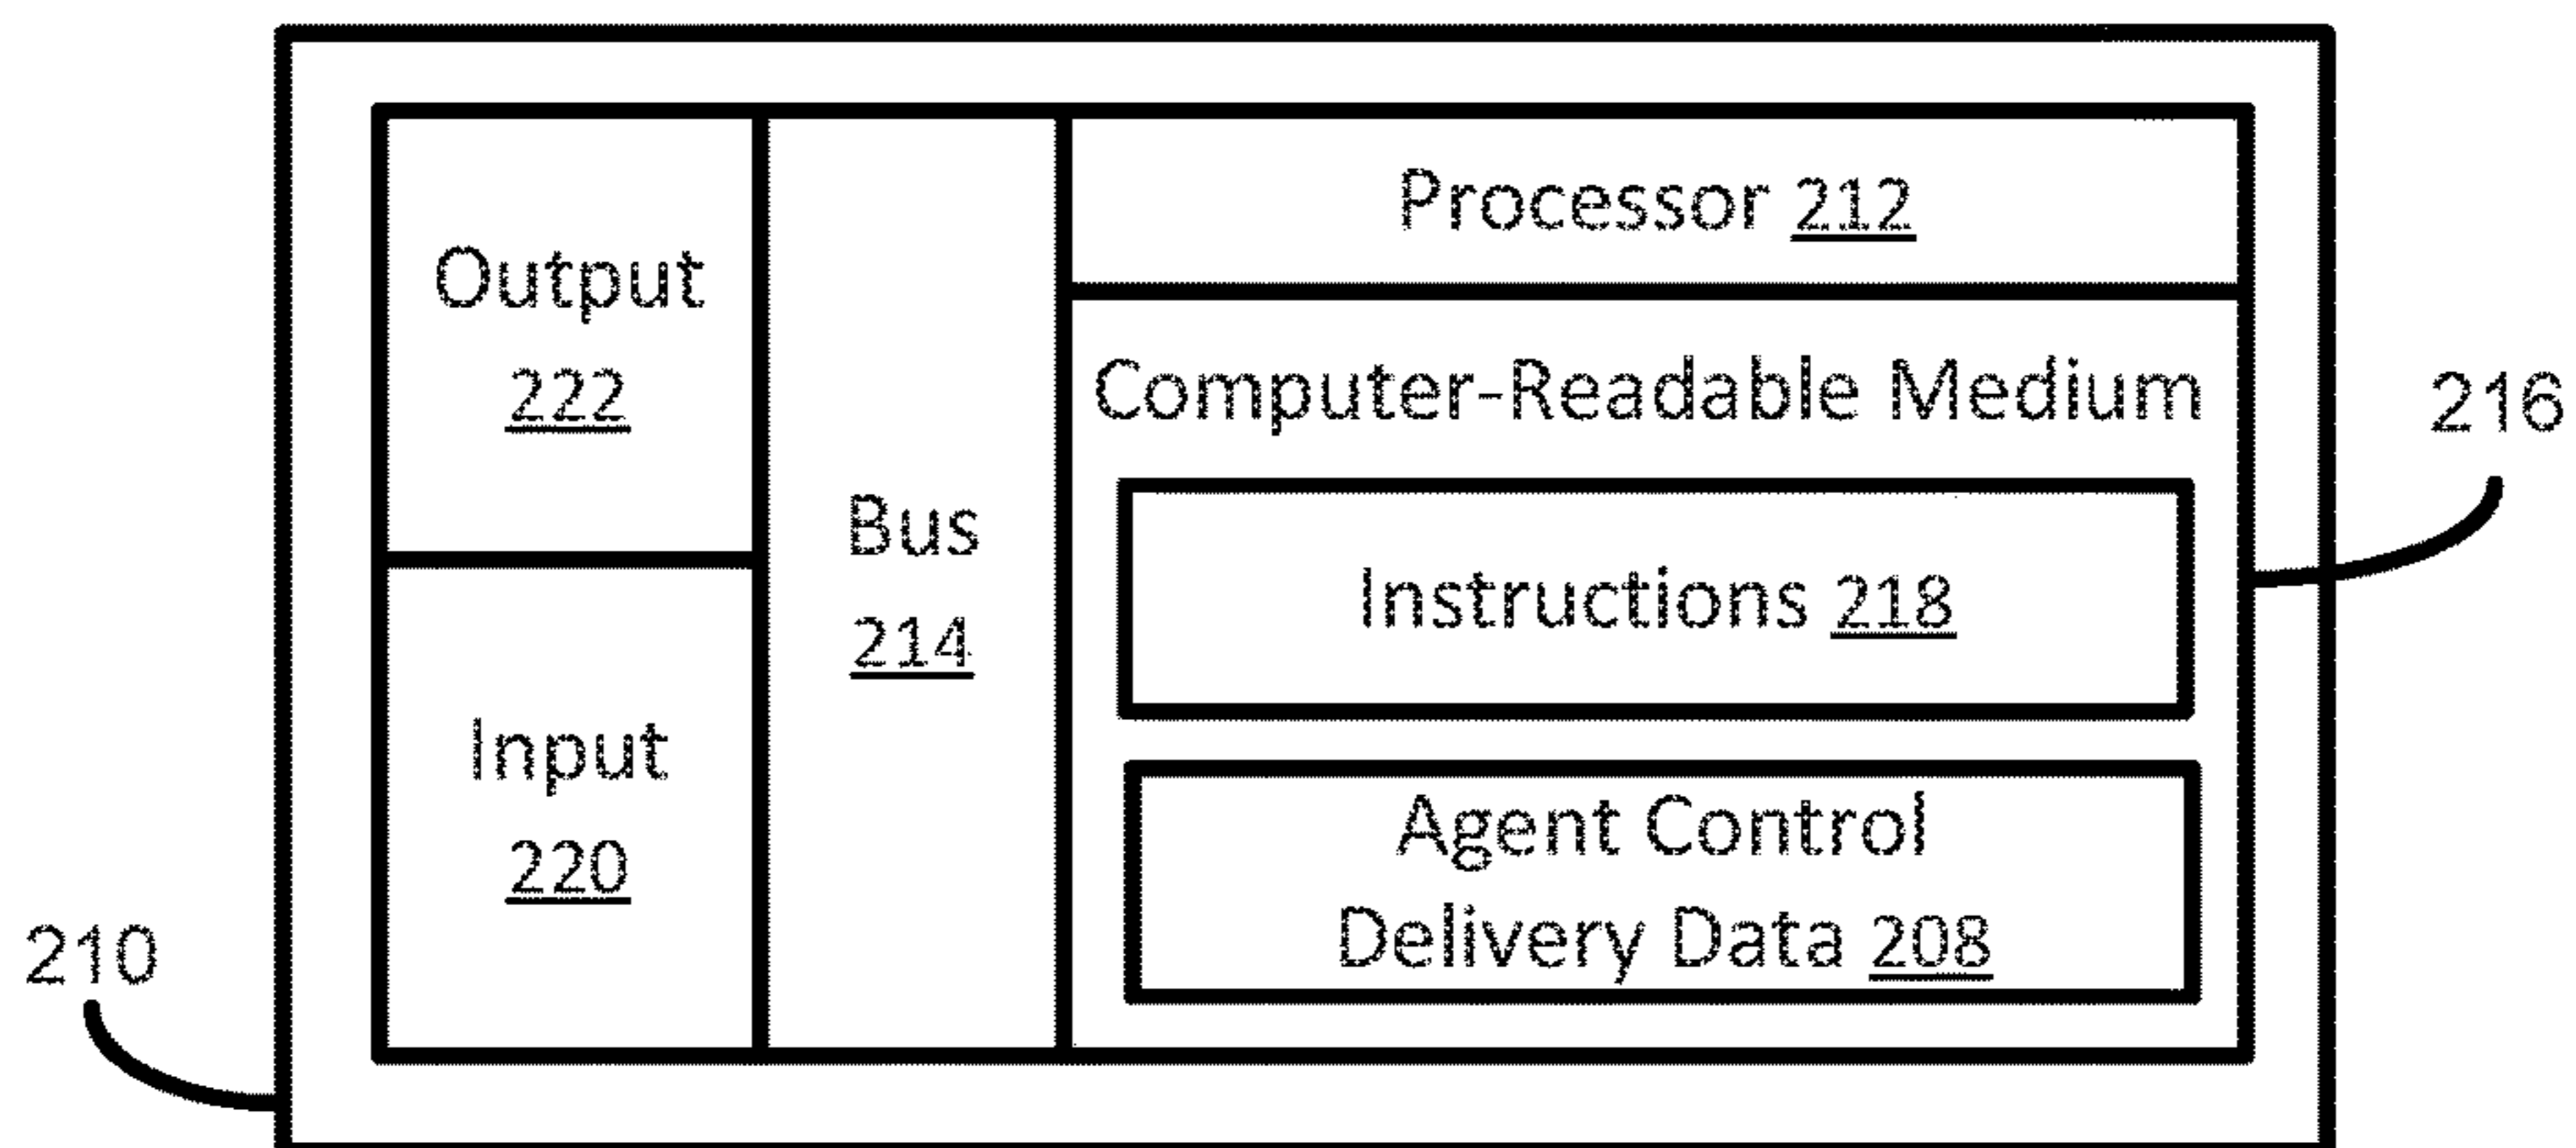 Output
222
Input
220
Bus
214
Processor 212
Computer-Readable Medium
Instructions 218
Agent Control
Delivery Data 208
216
210